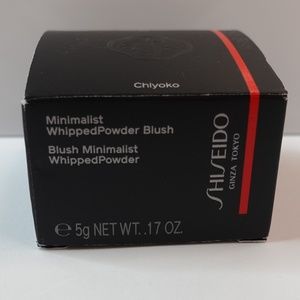 Chiyoko
Minimalist
WhippedPowder Blush
Blush Minimalist
WhippedPowder
℮ 5g NET WT. .17 OZ.
SHISEIDO
GINZA TOKYO